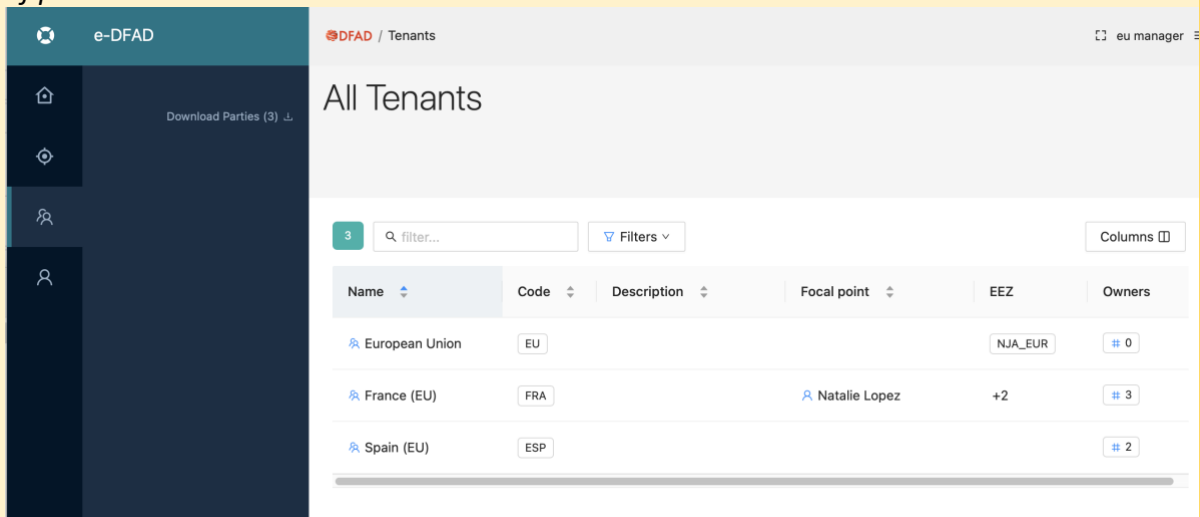 e-DFAD
DFAD / Tenants
eu manager
Download Parties (3)
All Tenants
3
filter...
Filters
Columns
Name Code Description Focal point EEZ Owners
European Union EU NJA_EUR # 0
France (EU) FRA Natalie Lopez +2 # 3
Spain (EU) ESP # 2